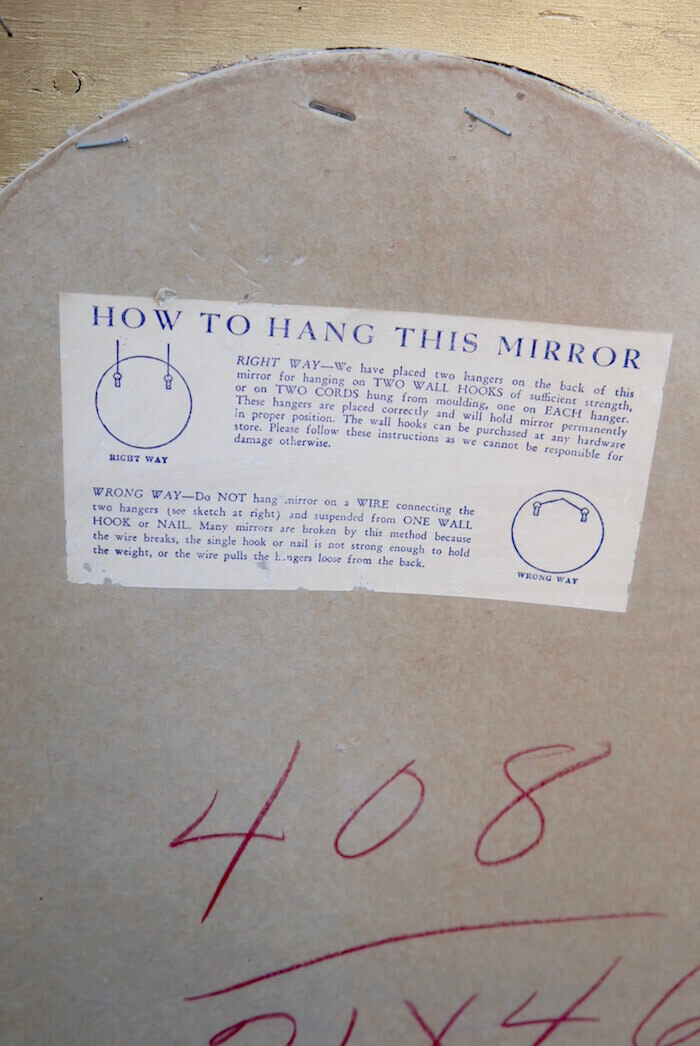 HOW TO HANG THIS MIRROR
RIGHT WAY—We have placed two hangers on the back of this
mirror for hanging on TWO WALL HOOKS of sufficient strength,
or on TWO CORDS hung from moulding, one on EACH hanger.
These hangers are placed correctly and will hold mirror permanently
in proper position. The wall hooks can be purchased at any hardware
store. Please follow these instructions as we cannot be responsible for
damage otherwise.
RIGHT WAY
WRONG WAY—Do NOT hang mirror on a WIRE connecting the
two hangers (see sketch at right) and suspended from ONE WALL
HOOK or NAIL. Many mirrors are broken by this method because
the wire breaks, the single hook or nail is not strong enough to hold
the weight, or the wire pulls the hangers loose from the back.
WRONG WAY
408